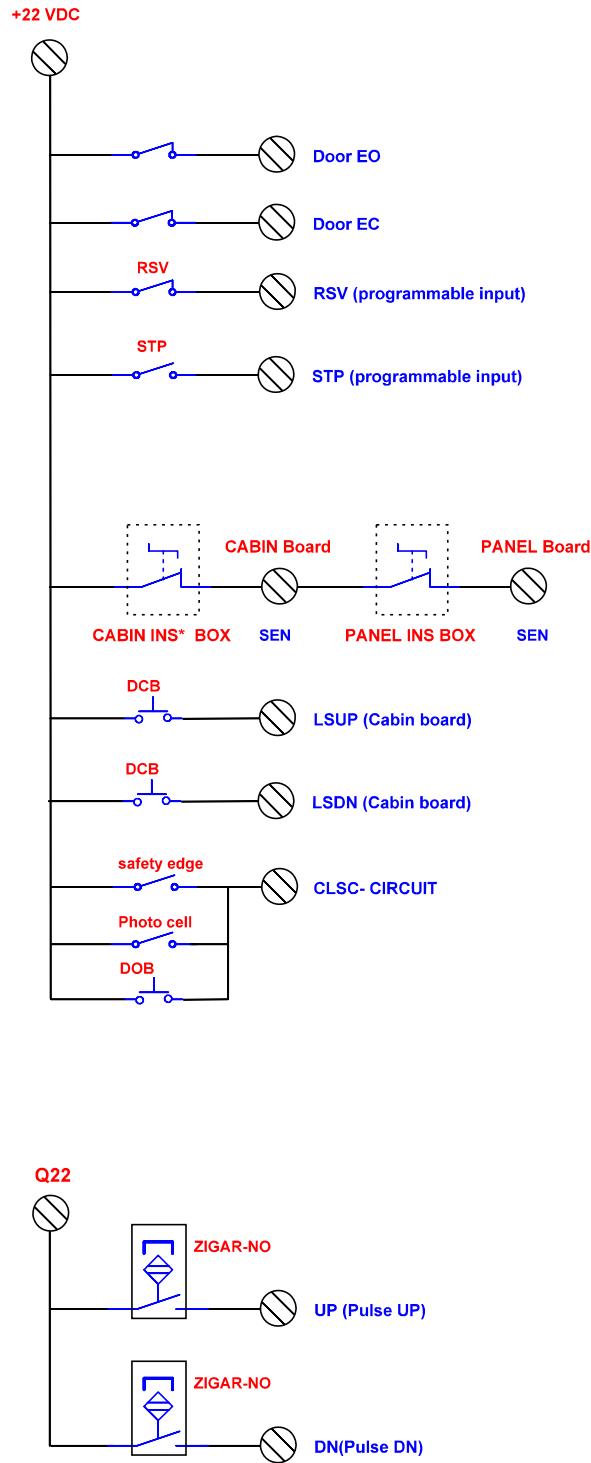 +22 VDC
Door EO
Door EC
RSV
RSV (programmable input)
STP
STP (programmable input)
CABIN Board
PANEL Board
CABIN INS* BOX
SEN
PANEL INS BOX
SEN
DCB
LSUP (Cabin board)
DCB
LSDN (Cabin board)
safety edge
CLSC- CIRCUIT
Photo cell
DOB
Q22
ZIGAR-NO
UP (Pulse UP)
ZIGAR-NO
DN(Pulse DN)